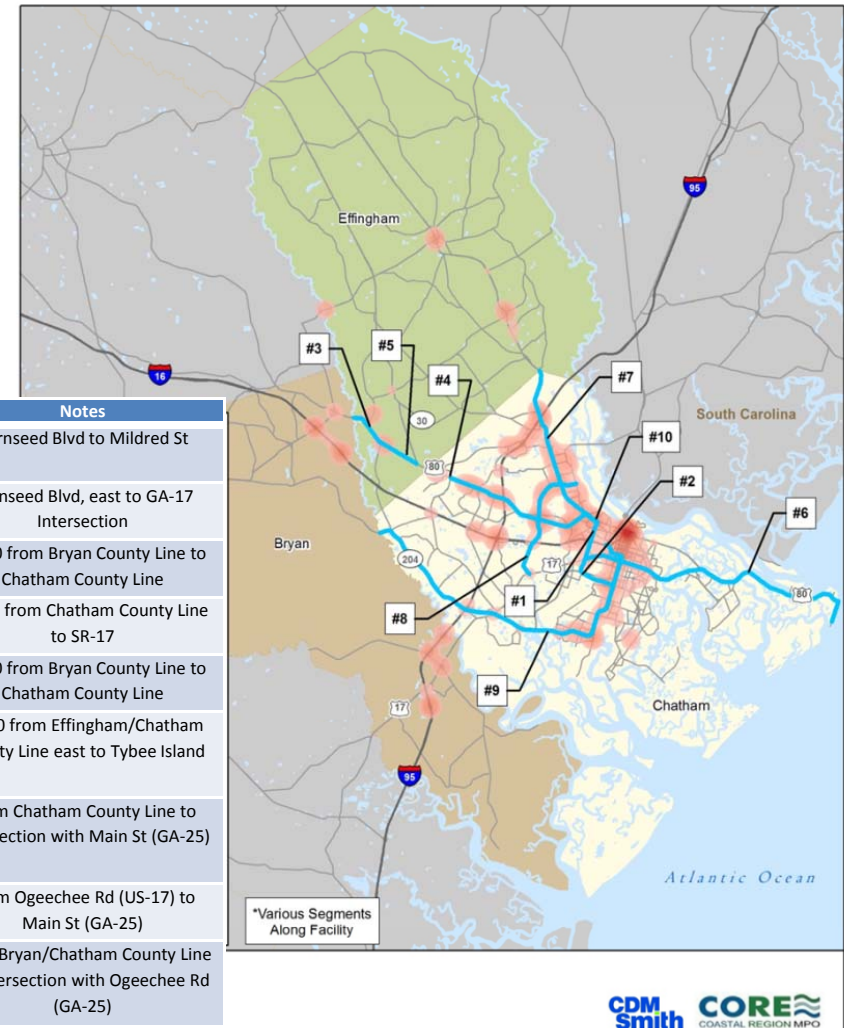 Notes
rnseed Blvd to Mildred St
nseed Blvd, east to GA-17
Intersection
0 from Bryan County Line to
Chatham County Line
from Chatham County Line
to SR-17
0 from Bryan County Line to
Chatham County Line
0 from Effingham/Chatham
ty Line east to Tybee Island
m Chatham County Line to
ection with Main St (GA-25)
m Ogeechee Rd (US-17) to
Main St (GA-25)
Bryan/Chatham County Line
ersection with Ogeechee Rd
(GA-25)
95
Effingham
#3
#5
#4
#7
16
30
South Carolina
#10
80
#2
#6
Bryan
204
17
80
#1
#8
#9
Chatham
17
95
Atlantic Ocean
*Various Segments
Along Facility
CDM
Smith
CORE
COASTAL REGION MPO